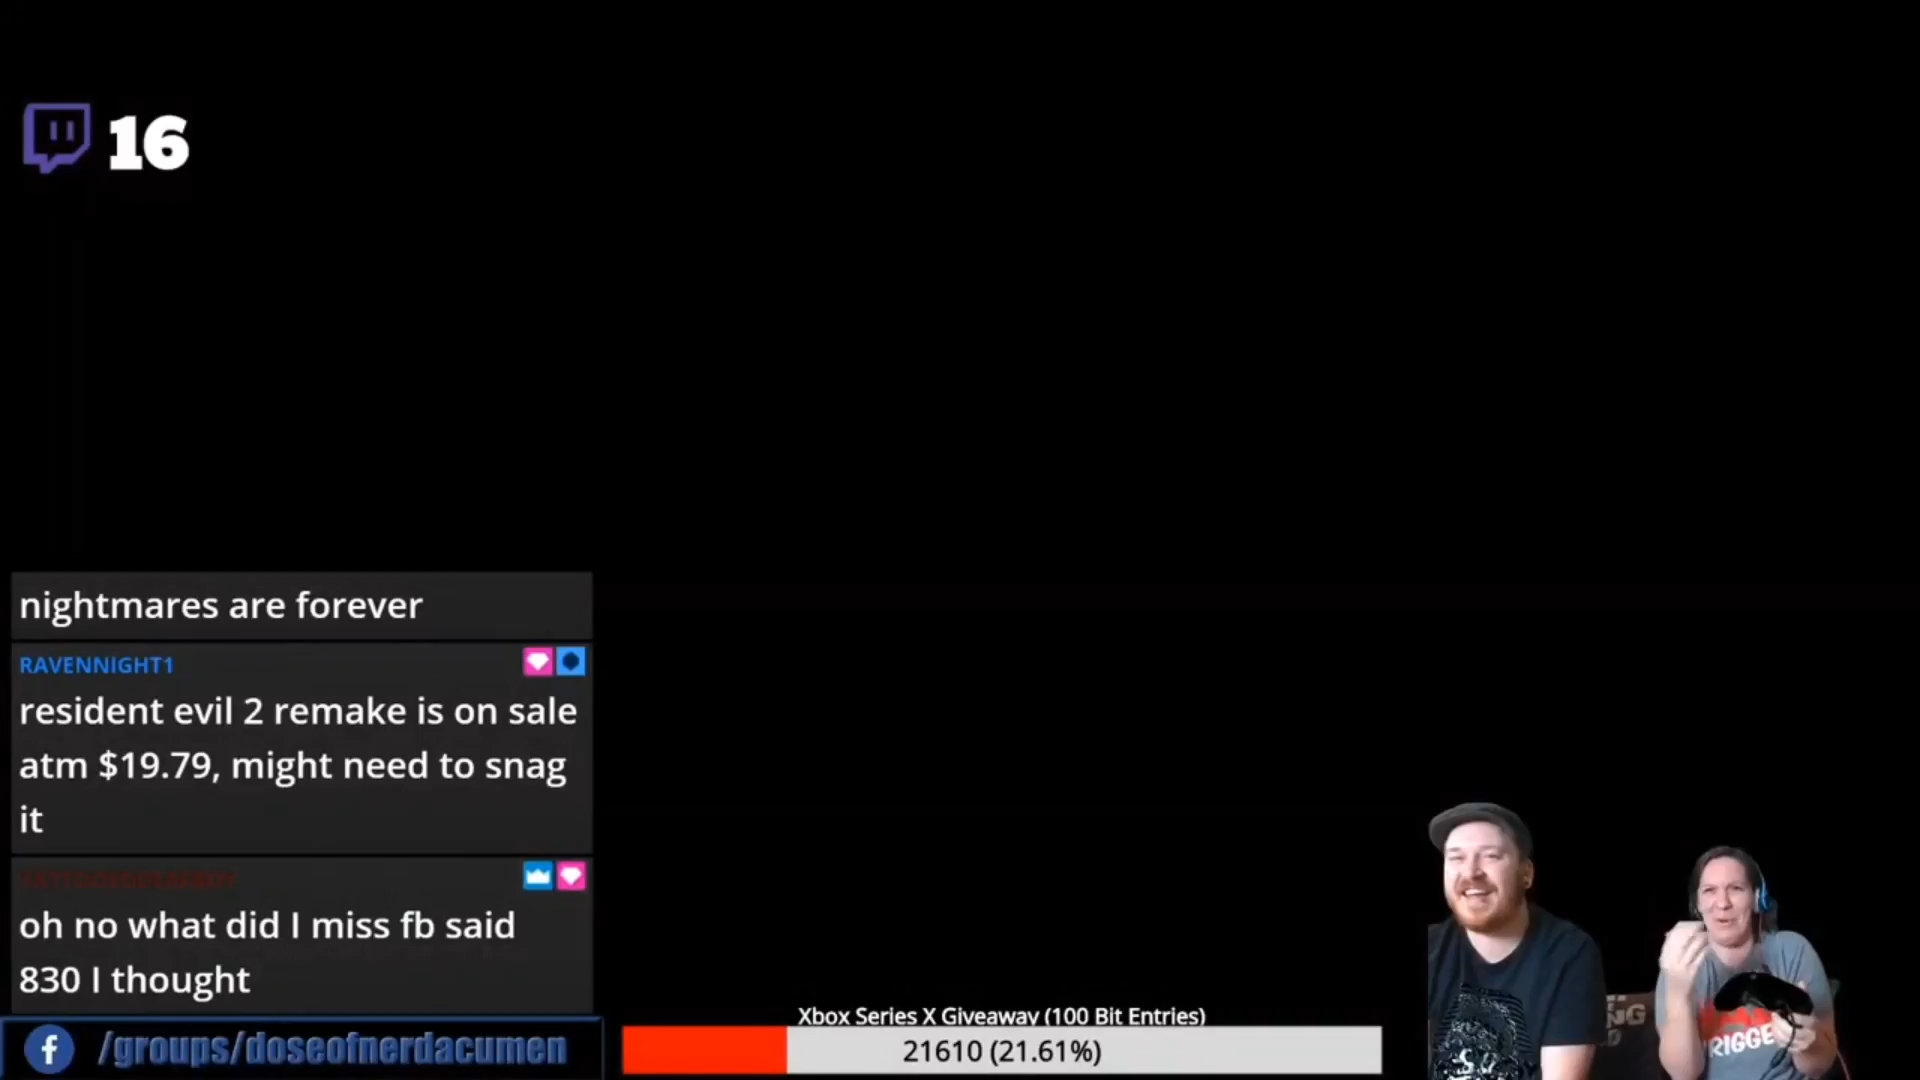 16
nightmares are forever
RAVENNIGHT1
resident evil 2 remake is on sale
atm $19.79, might need to snag
it
oh no what did I miss fb said
830 I thought
/groups/doseofnerdacumen
Xbox Series X Giveaway (100 Bit Entries)
21610 (21.61%)
RIGGE